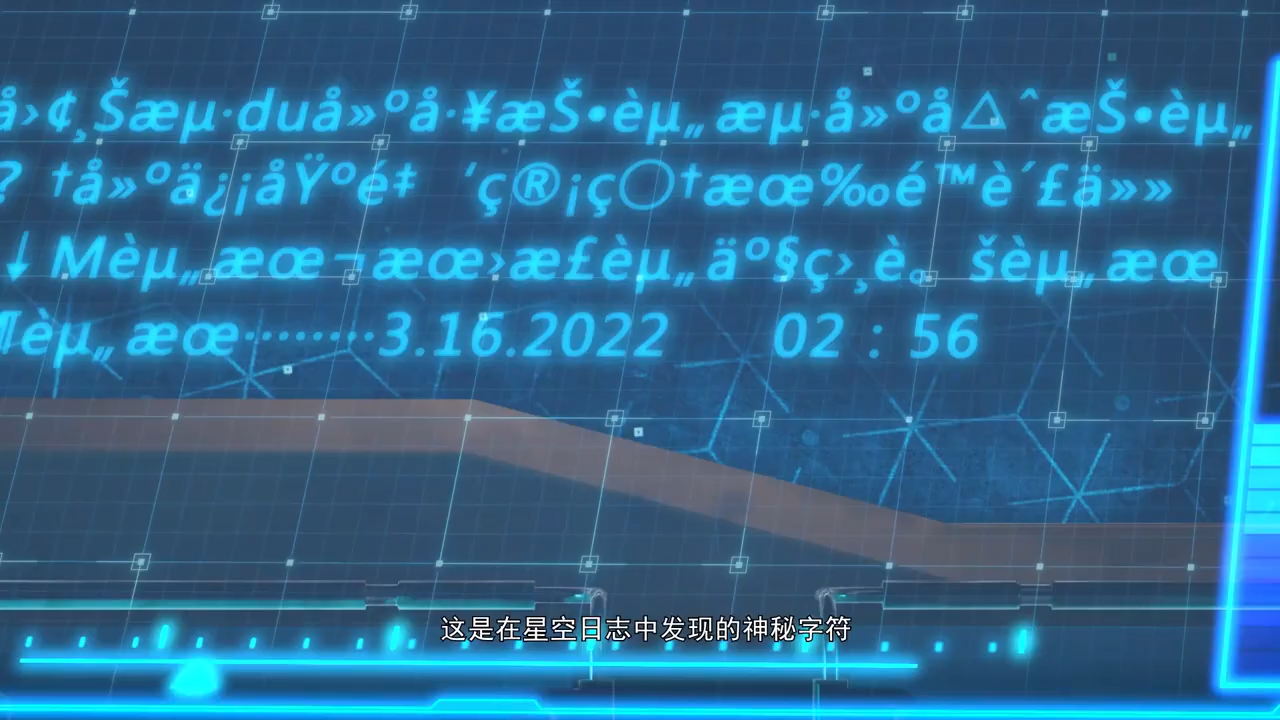 å›¢¸Šæµ·duå»ºå·¥æŠ•èµ„æµ·å»ºå△ˆæŠ•èµ„
? †å»ºä¿¡åŸºé‡ ‘ç®¡ç○†æœ‰é™è´£ä»»
↓Mèµ„æœ¬æœ›æ£èµ„äº§ç›¸è。šèµ„æœ
¶èµ„æœ·········3.16.2022 02：56
这是在星空日志中发现的神秘字符